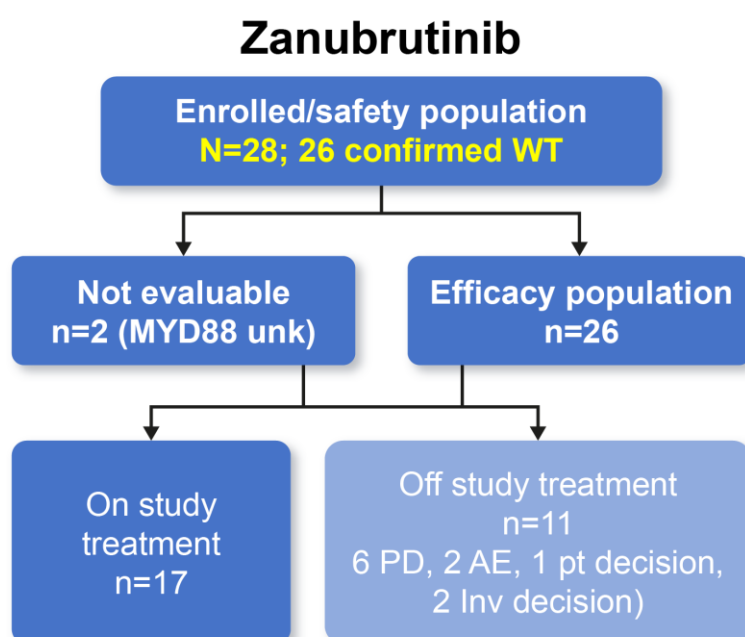 Zanubrutinib
Enrolled/safety population
N=28; 26 confirmed WT
Not evaluable
n=2 (MYD88 unk)
Efficacy population
n=26
On study
treatment
n=17
Off study treatment
n=11
6 PD, 2 AE, 1 pt decision,
2 Inv decision)